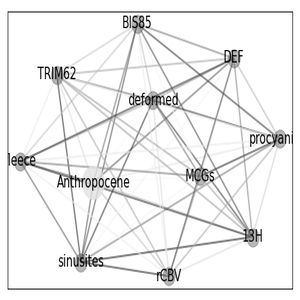 BIS85
DEF
TRIM62
deformed
procyani
leece
MCGs
Anthropocene
13H
sinusites
rCBV